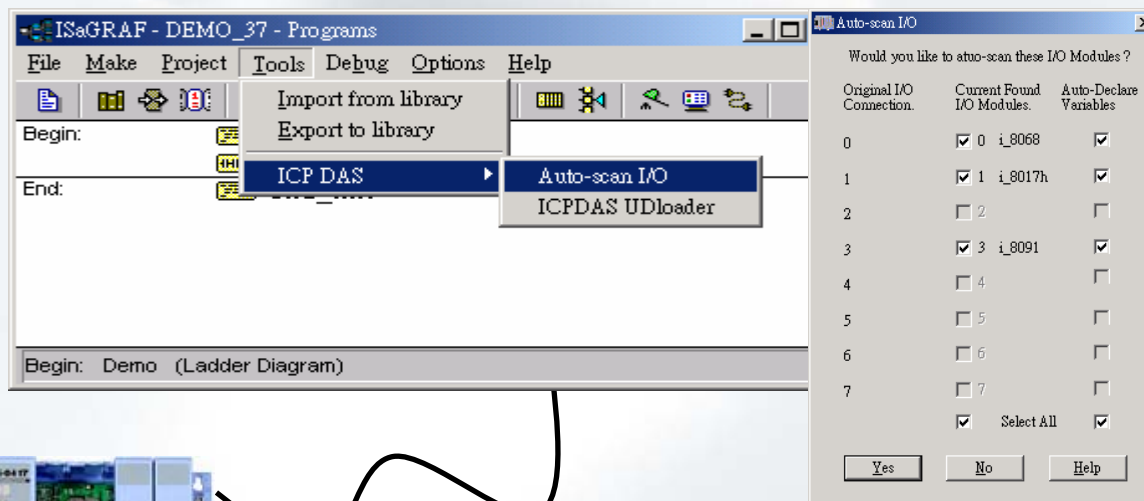 ISaGRAF - DEMO_37 - Programs
File Make Project Tools Debug Options Help
Import from library
Export to library
ICP DAS
Auto-scan I/O
ICPDAS UDloader
Begin:
End:
Begin: Demo (Ladder Diagram)
Auto-scan I/O
Would you like to atuo-scan these I/O Modules ?
Original I/O Connection.
Current Found I/O Modules.
Auto-Declare Variables
0 0 i_8068
1 1 i_8017h
2 2
3 3 i_8091
4 4
5 5
6 6
7 7
Select All
Yes No Help